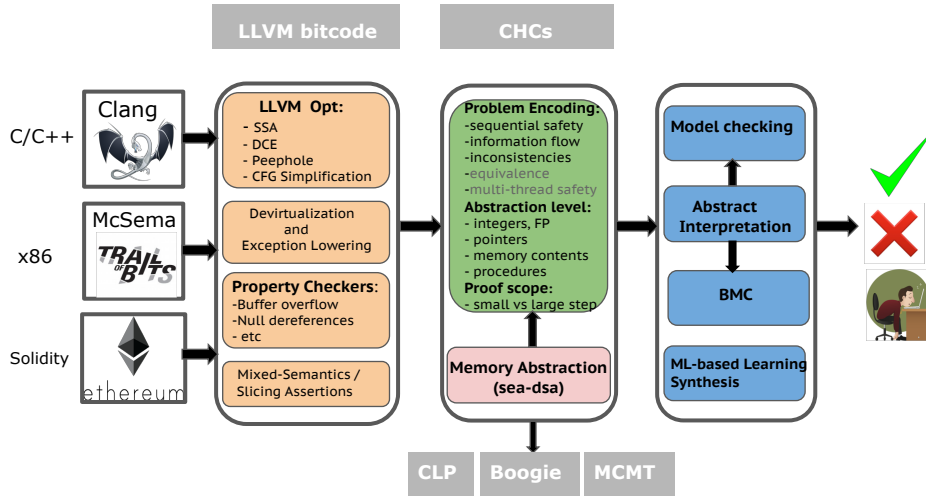 LLVM bitcode
CHCs
C/C++
Clang
x86
McSema
TRAIL
OF
BITS
Solidity
ethereum
LLVM Opt:
- SSA
- DCE
- Peephole
- CFG Simplification
Devirtualization
and
Exception Lowering
Property Checkers:
-Buffer overflow
-Null dereferences
- etc
Mixed-Semantics /
Slicing Assertions
Problem Encoding:
-sequential safety
-information flow
-inconsistencies
-equivalence
-multi-thread safety
Abstraction level:
- integers, FP
- pointers
- memory contents
- procedures
Proof scope:
- small vs large step
Memory Abstraction
(sea-dsa)
Model checking
Abstract
Interpretation
BMC
ML-based Learning
Synthesis
CLP
Boogie
MCMT